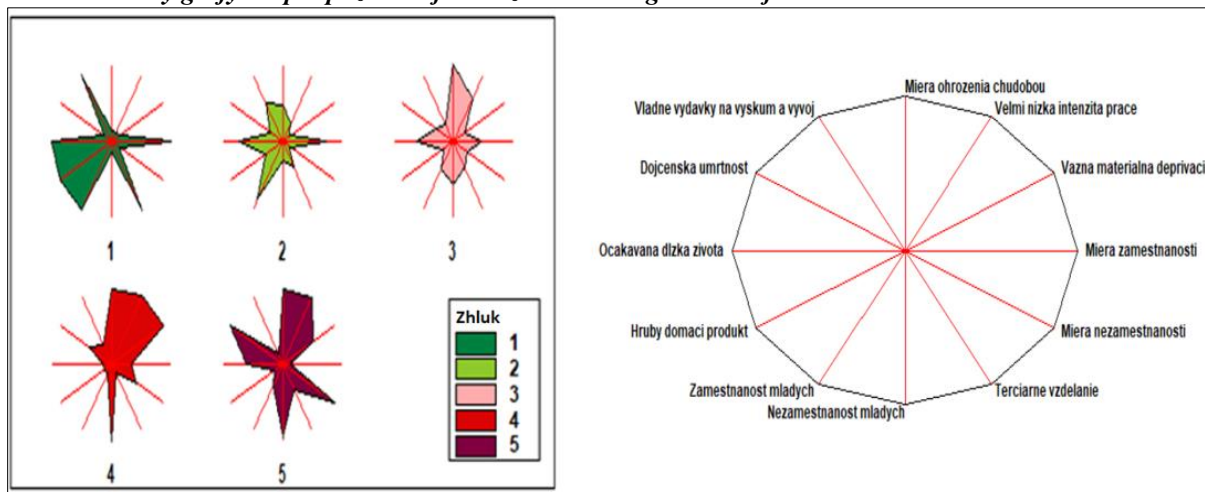 1
2
3
4
5
Zhluk
1
2
3
4
5
Miera ohrozenia chudobou
Velmi nizka intenzita prace
Vazna materialna deprivaci
Miera zamestnanosti
Miera nezamestnanosti
Terciarne vzdelanie
Nezamestnanost mladych
Zamestnanost mladych
Hruby domaci produkt
Ocakavana dlzka zivota
Dojcenska umrtnost
Vladne vydavky na vyskum a vyvoj